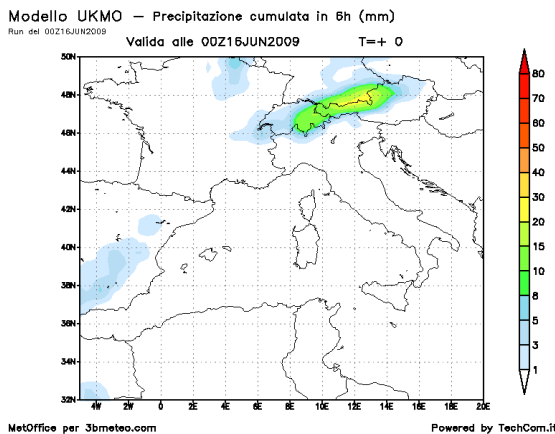 Modello UKMO – Precipitazione cumulata in 6h (mm)
Run del 00Z16JUN2009
Valida alle 00Z16JUN2009 T=+ 0
50N
48N
46N
44N
42N
40N
38N
36N
34N
32N
4W 2W 0 2E 4E 6E 8E 10E 12E 14E 16E 18E 20E
80
70
60
50
40
30
20
15
10
8
5
3
1
MetOffice per 3bmeteo.com
Powered by TechCom.it